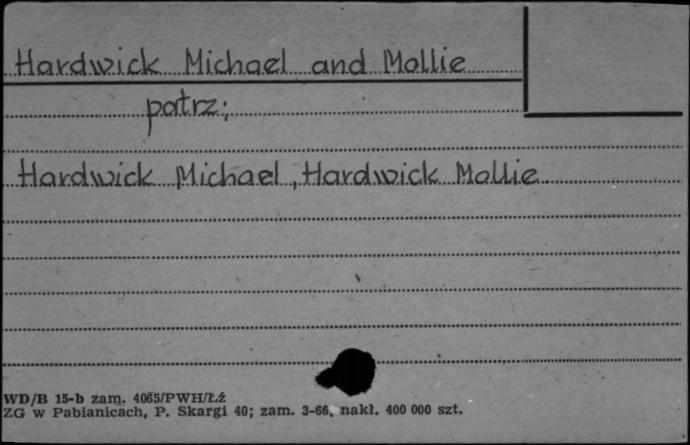 Hardwick Michael and Mollie
patrz;
Hardwick Michael, Hardwick Mollie
WD/B 15-b zam. 4065/PWH/Łź
ZG w Pabianicach, P. Skargi 40; zam. 3-66, nakł. 400 000 szt.